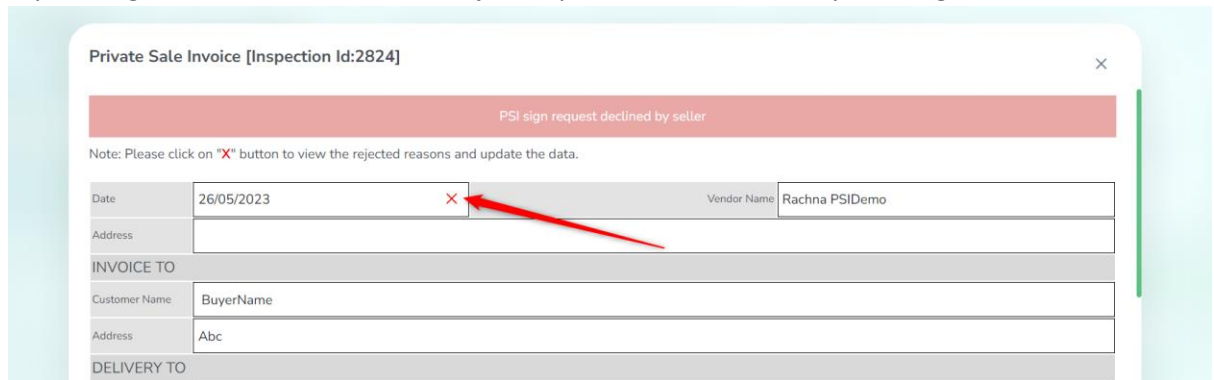 Private Sale Invoice [Inspection Id:2824]
PSI sign request declined by seller
Note: Please click on "X" button to view the rejected reasons and update the data.
Date 26/05/2023 Vendor Name Rachna PSIDemo
Address
INVOICE TO
Customer Name BuyerName
Address Abc
DELIVERY TO